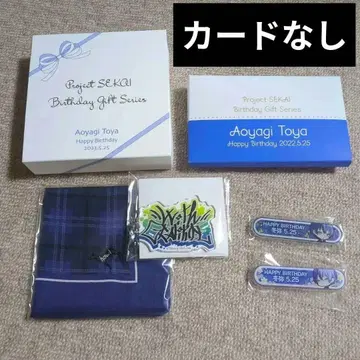 カードなし
Project SEKAI
Birthday Gift Series
Aoyagi Toya
Happy Birthday
2022.5.25
Project SEKAI
Birthday Gift Series
Aoyagi Toya
Happy Birthday 2022.5.25
HAPPY BIRTHDAY
冬弥 5.25
HAPPY BIRTHDAY
冬弥 5.25